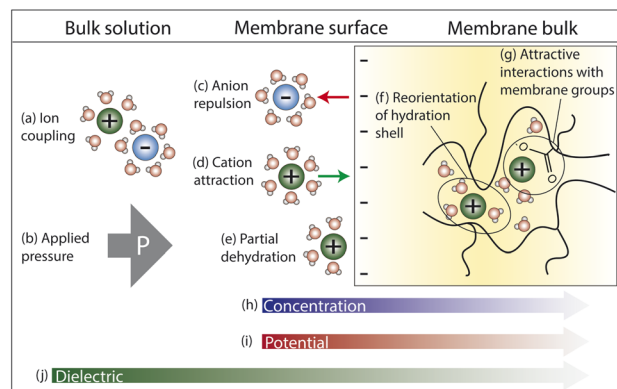 Bulk solution
Membrane surface
Membrane bulk
(a) Ion
coupling
+
-
(b) Applied
pressure
P
(c) Anion
repulsion
-
(d) Cation
attraction
+
(e) Partial
dehydration
+
(f) Reorientation
of hydration
shell
(g) Attractive
interactions with
membrane groups
+
O
O
+
(h) Concentration
(i) Potential
(j) Dielectric